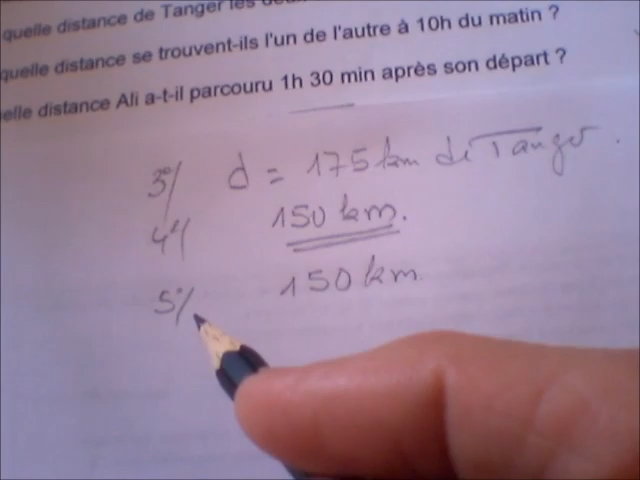 quelle distance de Tanger les
quelle distance se trouvent-ils l'un de l'autre à 10h du matin ?
elle distance Ali a-t-il parcouru 1h 30 min après son départ ?
3°/ d = 175 km de Tanger.
4°/ 150 km.
5°/ 150 km